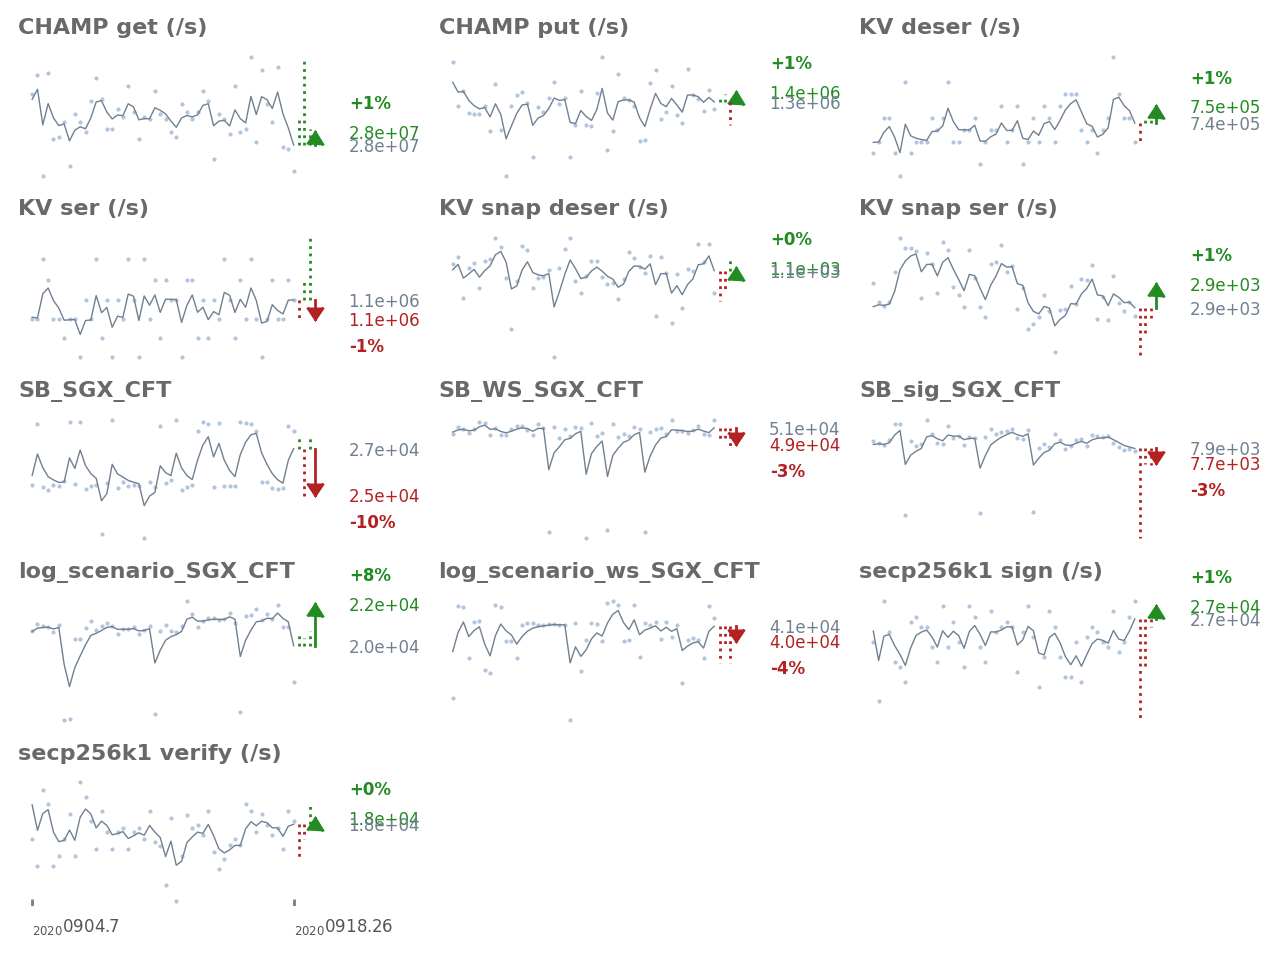 CHAMP get (/s)
+1%
2.8e+07
2.8e+07
CHAMP put (/s)
+1%
1.4e+06
1.3e+06
KV deser (/s)
+1%
7.5e+05
7.4e+05
KV ser (/s)
1.1e+06
1.1e+06
-1%
KV snap deser (/s)
+0%
1.1e+03
1.1e+03
KV snap ser (/s)
+1%
2.9e+03
2.9e+03
SB_SGX_CFT
2.7e+04
2.5e+04
-10%
SB_WS_SGX_CFT
5.1e+04
4.9e+04
-3%
SB_sig_SGX_CFT
7.9e+03
7.7e+03
-3%
log_scenario_SGX_CFT
+8%
2.2e+04
2.0e+04
log_scenario_ws_SGX_CFT
4.1e+04
4.0e+04
-4%
secp256k1 sign (/s)
+1%
2.7e+04
2.7e+04
secp256k1 verify (/s)
+0%
1.8e+04
1.8e+04
20200904.7
20200918.26